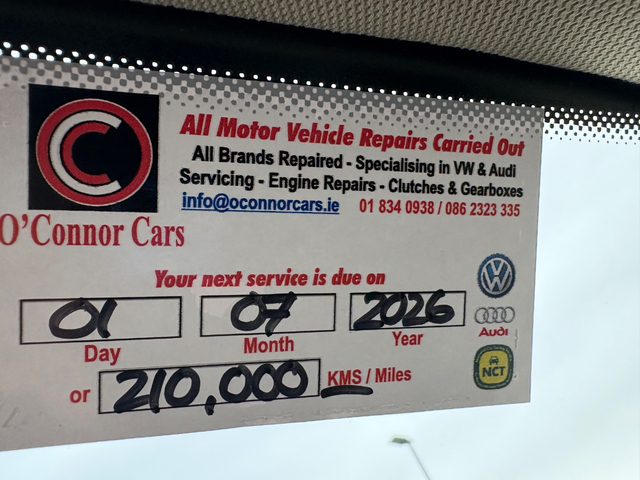 All Motor Vehicle Repairs Carried Out
All Brands Repaired - Specialising in VW & Audi
Servicing - Engine Repairs - Clutches & Gearboxes
info@oconnorcars.ie 01 834 0938 / 086 2323 335
O'Connor Cars
Your next service is due on
01 07 2026
Day Month Year
Audi
or 210,000 KMS / Miles
NCT